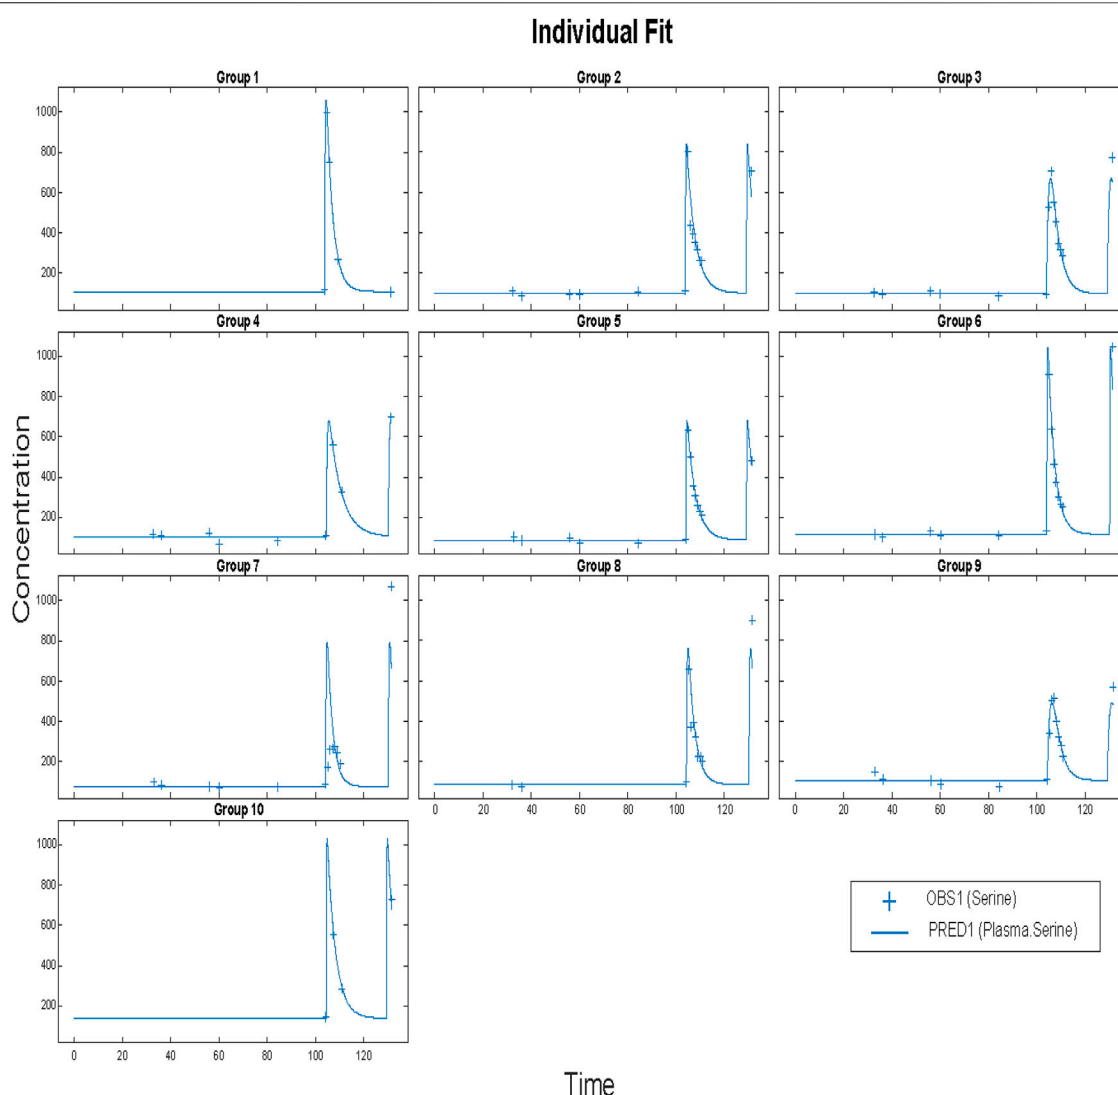 Individual Fit
Group 1
Group 2
Group 3
1000
800
600
400
200
Group 4
Group 5
Group 6
1000
800
600
400
200
Group 7
Group 8
Group 9
1000
800
600
400
200
0 20 40 60 80 100 120
0 20 40 60 80 100 120
Group 10
1000
800
600
400
200
0 20 40 60 80 100 120
OBS1 (Serine)
PRED1 (Plasma.Serine)
Concentration
Time